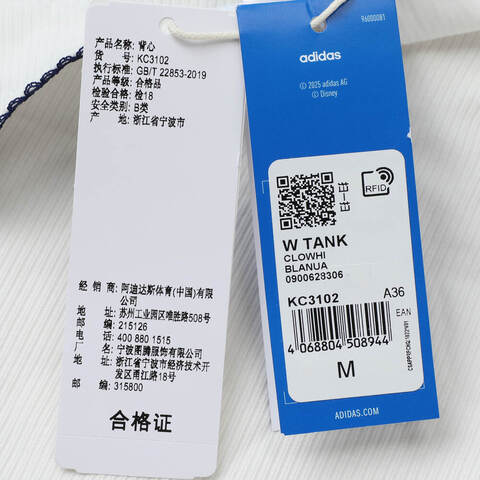 产品名称: 背心
货 号: KC3102
执行标准: GB/T 22853-2019
产品等级: 合格品
检验合格: 检18
安全类别: B类
产 地: 浙江省宁波市
经 销 商: 阿迪达斯体育(中国)有限
公司
地 址: 苏州工业园区唯胜路508号
邮 编: 215126
电 话: 400 880 1515
厂 名: 宁波图腾服饰有限公司
地 址: 浙江省宁波市经济技术开
发区甬江路18号
邮 编: 315800
合格证
96000081
adidas
© 2025 adidas AG
© Disney
RFID
W TANK
CLOWHI
BLANUA
0900628306
KC3102
A36
EAN
4 068804 508944
M
ADIDAS.COM